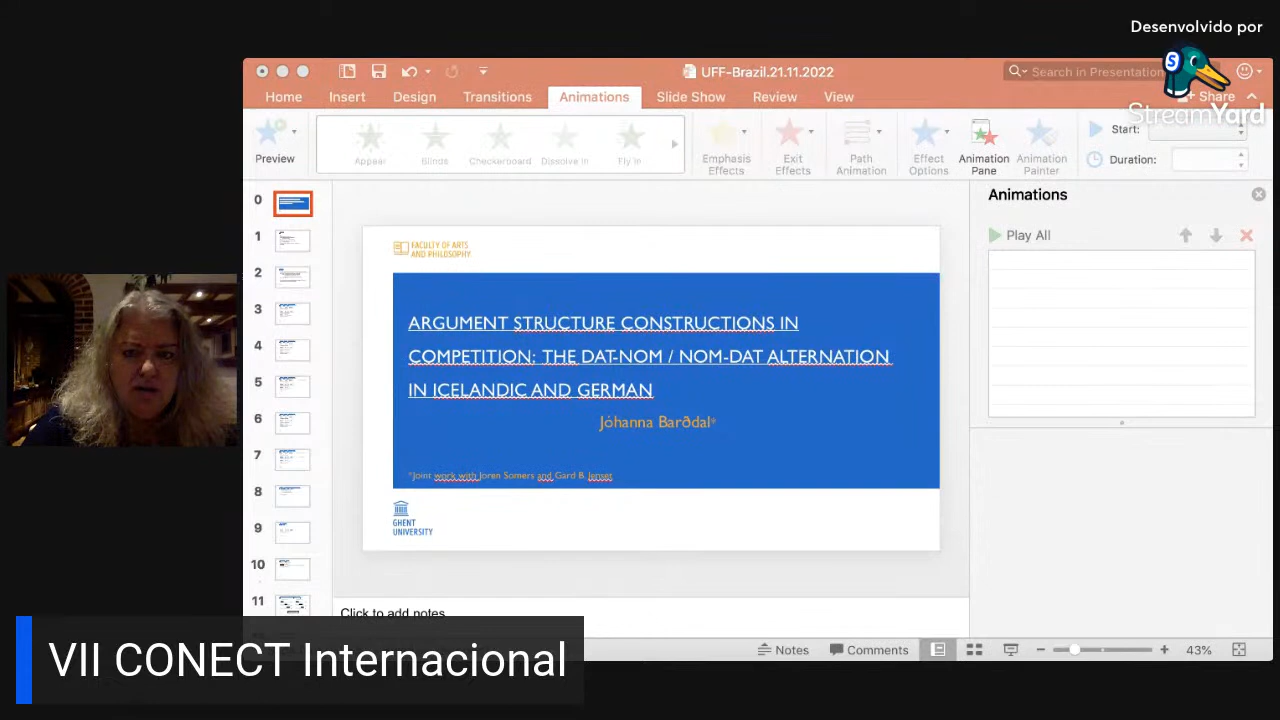 Desenvolvido por
StreamYard
UFF-Brazil.21.11.2022
Search in Presentation
Home Insert Design Transitions Animations Slide Show Review View
Share
Preview
Appear Blinds Checkerboard Dissolve In Fly In
Emphasis Effects
Exit Effects
Path Animation
Effect Options
Animation Pane
Animation Painter
Start:
Duration:
Animations
Play All
0
1
2
3
4
5
6
7
8
9
10
11
FACULTY OF ARTS
AND PHILOSOPHY
ARGUMENT STRUCTURE CONSTRUCTIONS IN
COMPETITION: THE DAT-NOM / NOM-DAT ALTERNATION
IN ICELANDIC AND GERMAN
Jóhanna Barðdal*
*Joint work with Joren Somers and Gard B. Jenset
GHENT
UNIVERSITY
Click to add notes
Notes Comments 43%
VII CONECT Internacional